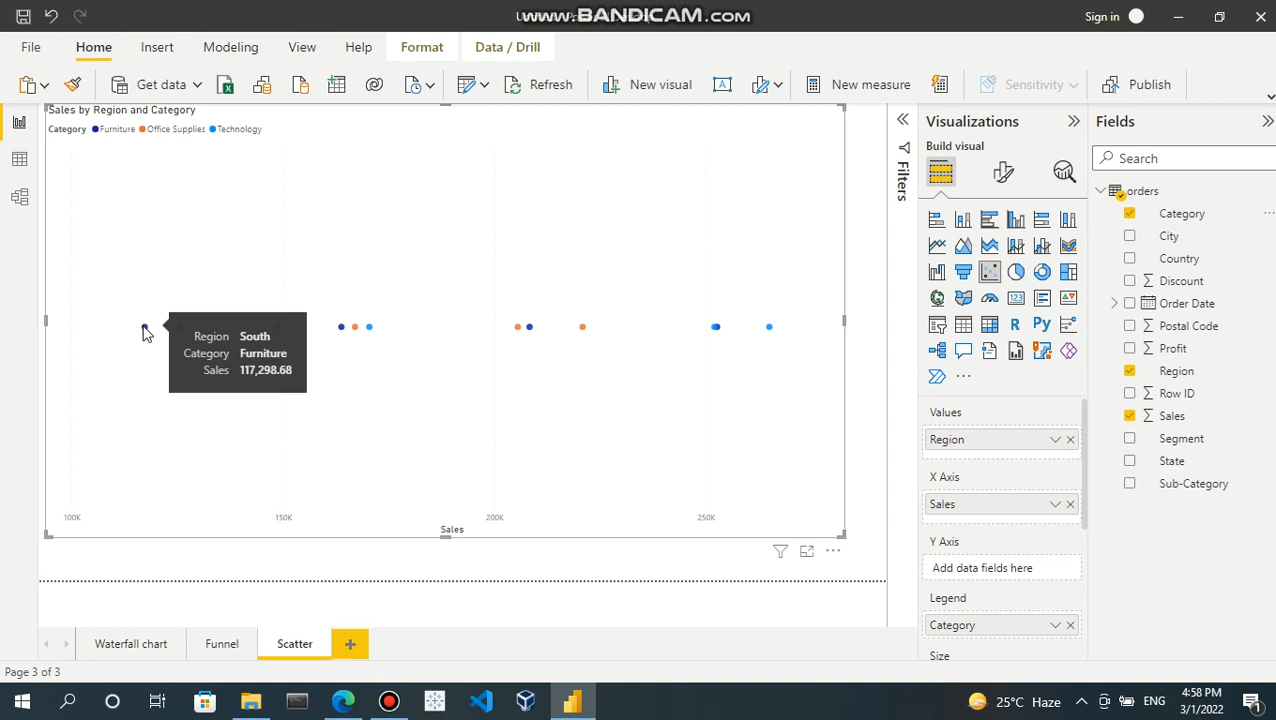 www.BANDICAM.com
Sign in
File Home Insert Modeling View Help Format Data / Drill
Get data Refresh New visual New measure Sensitivity Publish
Sales by Region and Category
Category Furniture Office Supplies Technology
Region South
Category Furniture
Sales 117,298.68
100K 150K 200K 250K
Sales
Filters
Visualizations
Build visual
R Py
123
Values
Region
X Axis
Sales
Y Axis
Add data fields here
Legend
Category
Size
Fields
Search
orders
Category
City
Country
Discount
Order Date
Postal Code
Profit
Region
Row ID
Sales
Segment
State
Sub-Category
Waterfall chart Funnel Scatter
Page 3 of 3
25°C Haze ENG 4:58 PM
3/1/2022
1